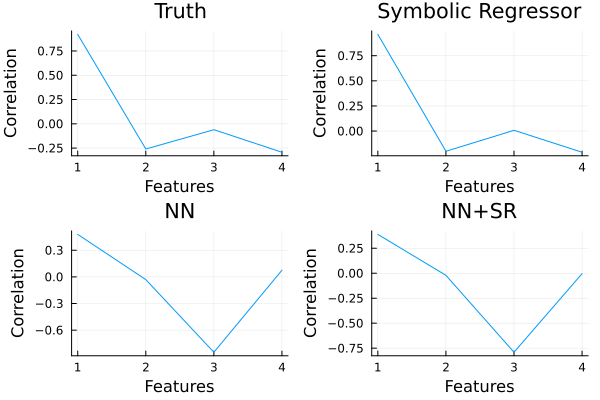 Truth
Correlation
0.75
0.50
0.25
0.00
−0.25
1 2 3 4
Features
Symbolic Regressor
Correlation
0.75
0.50
0.25
0.00
1 2 3 4
Features
NN
Correlation
0.3
0.0
−0.3
−0.6
1 2 3 4
Features
NN+SR
Correlation
0.25
0.00
−0.25
−0.50
−0.75
1 2 3 4
Features